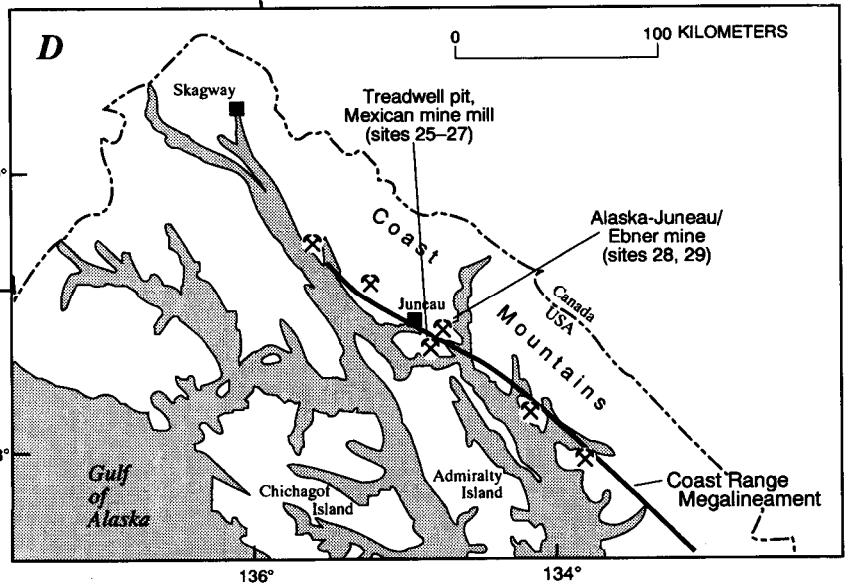 D
0 100 KILOMETERS
Skagway
Treadwell pit,
Mexican mine mill
(sites 25–27)
Coast
Alaska-Juneau/
Ebner mine
(sites 28, 29)
Juneau
Canada
USA
Mountains
Gulf
of
Alaska
Chichagof
Island
Admiralty
Island
Coast Range
Megalineament
136°
134°